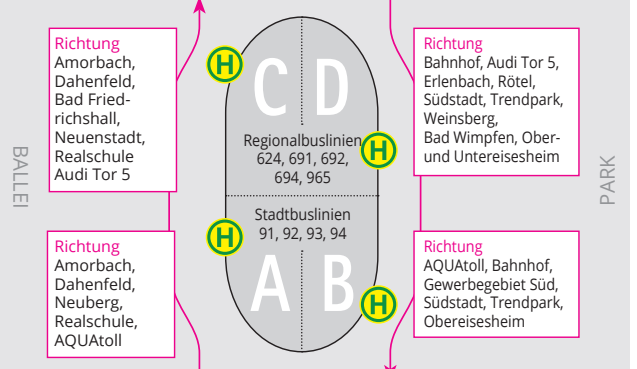 Richtung
Amorbach,
Dahenfeld,
Bad Fried-
richshall,
Neuenstadt,
Realschule
Audi Tor 5
H
C D
Regionalbuslinien
624, 691, 692,
694, 965
H
Richtung
Bahnhof, Audi Tor 5,
Erlenbach, Rötel,
Südstadt, Trendpark,
Weinsberg,
Bad Wimpfen, Ober-
und Untereisesheim
BALLEI
PARK
Richtung
Amorbach,
Dahenfeld,
Neuberg,
Realschule,
AQUAtoll
H
Stadtbuslinien
91, 92, 93, 94
A B
H
Richtung
AQUAtoll, Bahnhof,
Gewerbegebiet Süd,
Südstadt, Trendpark,
Obereisesheim